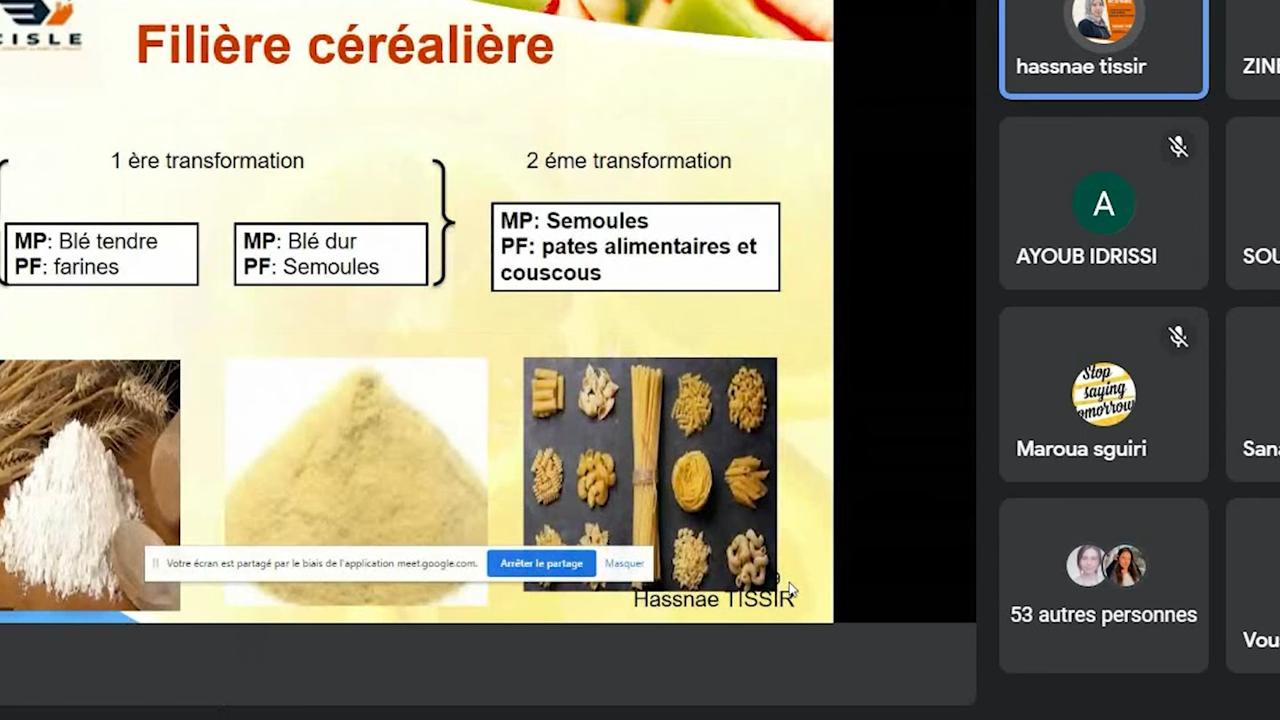 CISLE
Filière céréalière
1 ère transformation
2 éme transformation
MP: Blé tendre
PF: farines
MP: Blé dur
PF: Semoules
MP: Semoules
PF: pates alimentaires et
couscous
Votre écran est partagé par le biais de l'application meet.google.com.
Arrêter le partage
Masquer
9
Hassnae TISSIR
hassnae tissir
AYOUB IDRISSI
A
Stop
saying
tomorrow
Maroua sguiri
53 autres personnes
ZIN
SOU
Sana
Vou